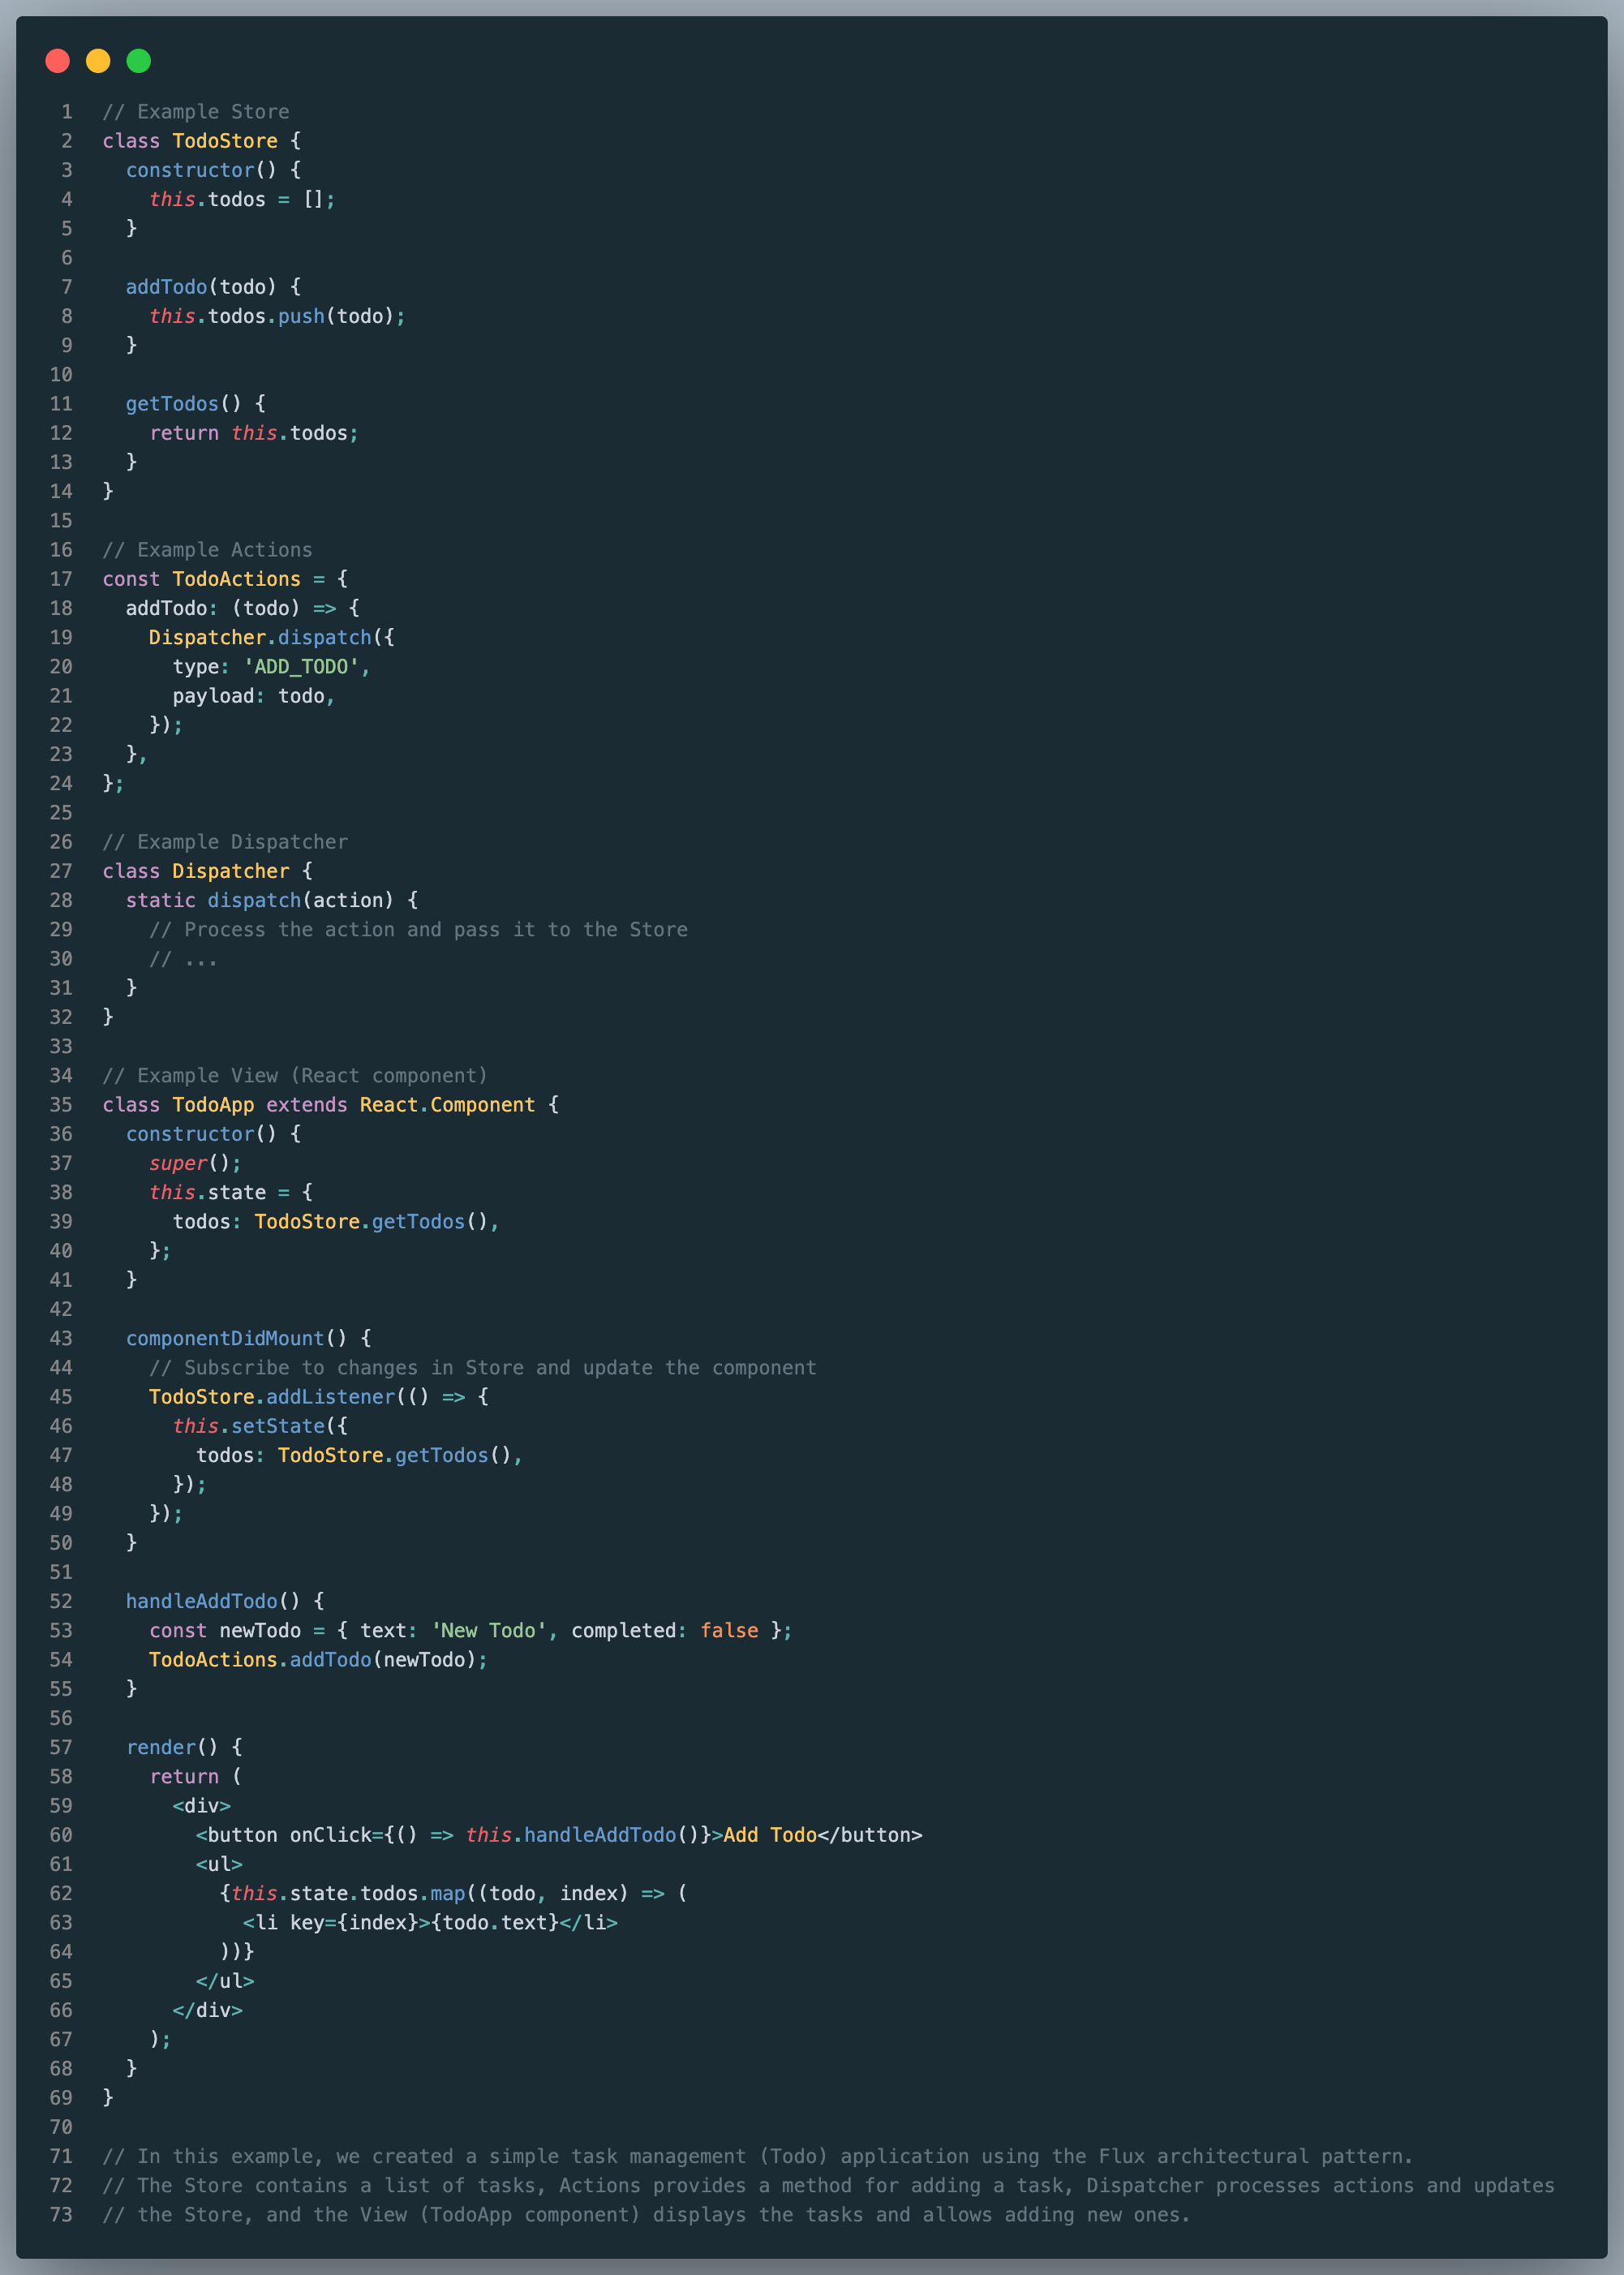 1 // Example Store
2 class TodoStore {
3   constructor() {
4     this.todos = [];
5   }
6
7   addTodo(todo) {
8     this.todos.push(todo);
9   }
10
11   getTodos() {
12     return this.todos;
13   }
14 }
15
16 // Example Actions
17 const TodoActions = {
18   addTodo: (todo) => {
19     Dispatcher.dispatch({
20       type: 'ADD_TODO',
21       payload: todo,
22     });
23   },
24 };
25
26 // Example Dispatcher
27 class Dispatcher {
28   static dispatch(action) {
29     // Process the action and pass it to the Store
30     // ...
31   }
32 }
33
34 // Example View (React component)
35 class TodoApp extends React.Component {
36   constructor() {
37     super();
38     this.state = {
39       todos: TodoStore.getTodos(),
40     };
41   }
42
43   componentDidMount() {
44     // Subscribe to changes in Store and update the component
45     TodoStore.addListener(() => {
46       this.setState({
47         todos: TodoStore.getTodos(),
48       });
49     });
50   }
51
52   handleAddTodo() {
53     const newTodo = { text: 'New Todo', completed: false };
54     TodoActions.addTodo(newTodo);
55   }
56
57   render() {
58     return (
59       <div>
60         <button onClick={() => this.handleAddTodo()}>Add Todo</button>
61         <ul>
62           {this.state.todos.map((todo, index) => (
63             <li key={index}>{todo.text}</li>
64           ))}
65         </ul>
66       </div>
67     );
68   }
69 }
70
71 // In this example, we created a simple task management (Todo) application using the Flux architectural pattern.
72 // The Store contains a list of tasks, Actions provides a method for adding a task, Dispatcher processes actions and updates
73 // the Store, and the View (TodoApp component) displays the tasks and allows adding new ones.